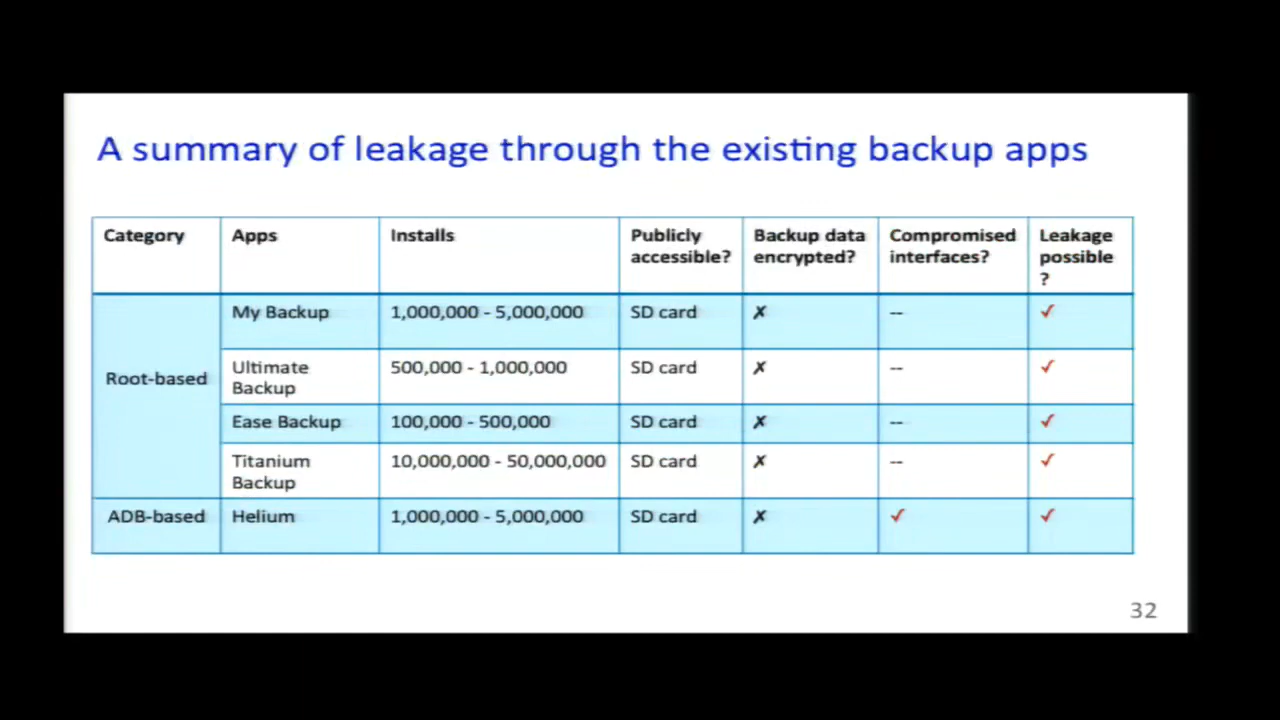 A summary of leakage through the existing backup apps
Category Apps Installs Publicly accessible? Backup data encrypted? Compromised interfaces? Leakage possible ?
Root-based
My Backup 1,000,000 - 5,000,000 SD card ✗ -- ✓
Ultimate Backup 500,000 - 1,000,000 SD card ✗ -- ✓
Ease Backup 100,000 - 500,000 SD card ✗ -- ✓
Titanium Backup 10,000,000 - 50,000,000 SD card ✗ -- ✓
ADB-based Helium 1,000,000 - 5,000,000 SD card ✗ ✓ ✓
32